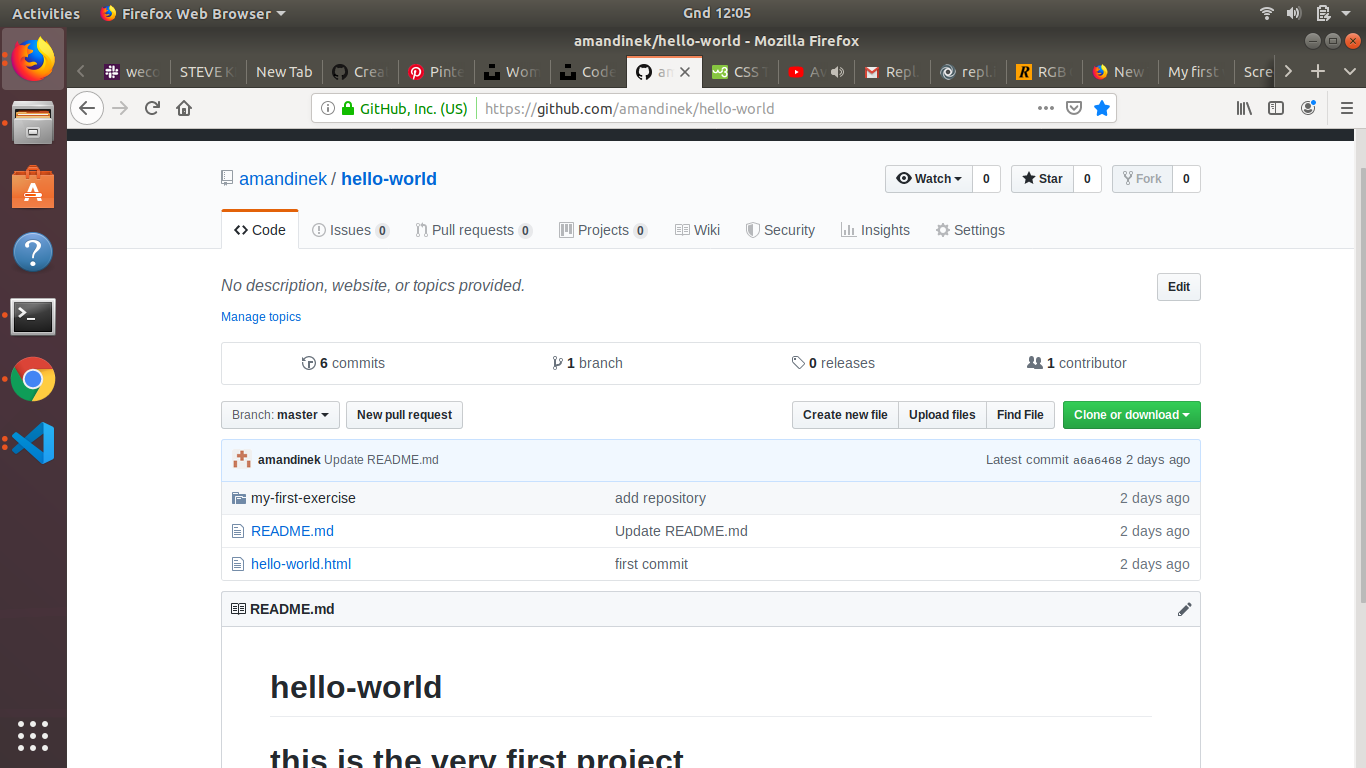 Activities Firefox Web Browser Gnd 12:05
amandinek/hello-world - Mozilla Firefox
weco STEVE K New Tab Crea Pinte Wom Code an CSS T Av Repl repl. RGB New My first Scre
GitHub, Inc. (US) https://github.com/amandinek/hello-world
amandinek / hello-world Watch 0 Star 0 Fork 0
Code Issues 0 Pull requests 0 Projects 0 Wiki Security Insights Settings
No description, website, or topics provided. Edit
Manage topics
6 commits 1 branch 0 releases 1 contributor
Branch: master New pull request Create new file Upload files Find File Clone or download
amandinek Update README.md Latest commit a6a6468 2 days ago
my-first-exercise add repository 2 days ago
README.md Update README.md 2 days ago
hello-world.html first commit 2 days ago
README.md
hello-world
this is the very first project